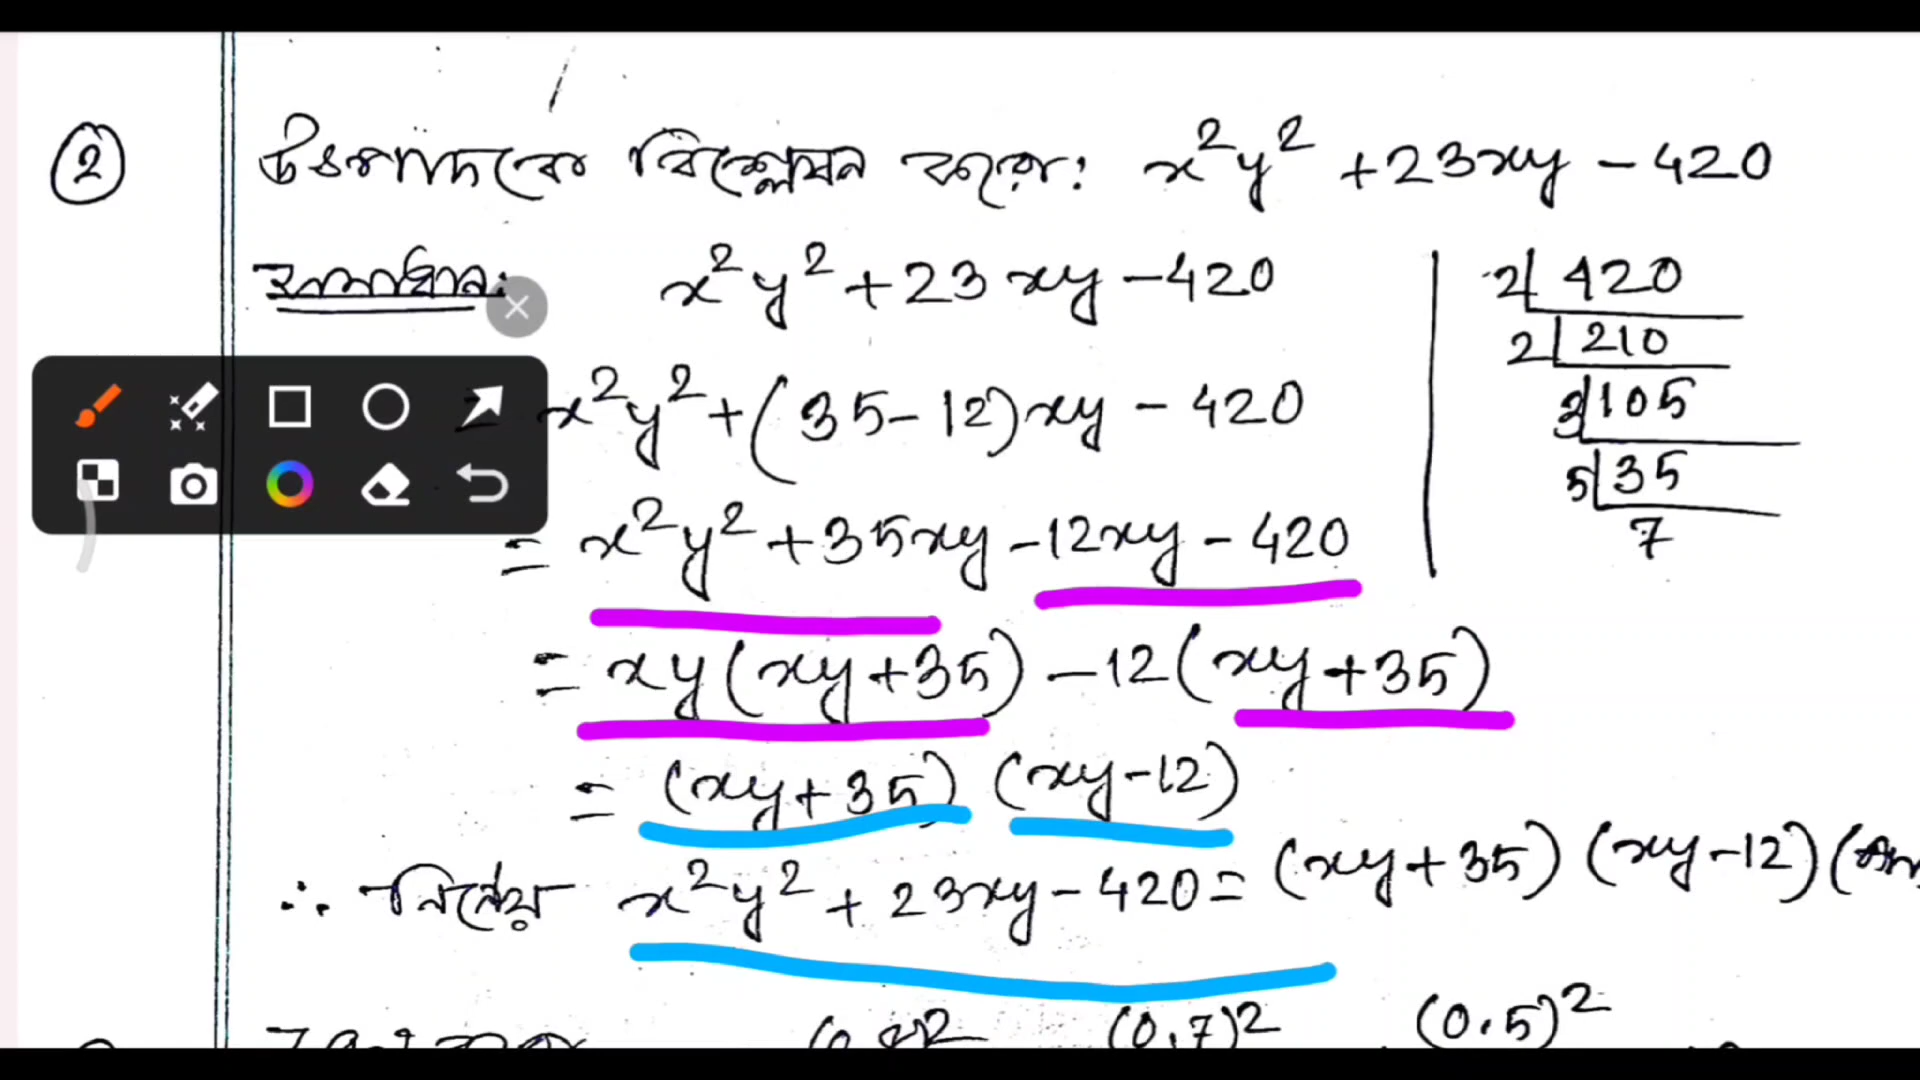 ②
উৎপাদকে বিশ্লেষন করো: x²y² + 23xy - 420
সমাধান: x²y² + 23xy - 420
= x²y² + (35 - 12)xy - 420
= x²y² + 35xy - 12xy - 420
= xy(xy + 35) - 12(xy + 35)
= (xy + 35) (xy - 12)
∴ নির্ণেয় x²y² + 23xy - 420 = (xy + 35) (xy - 12) (Ans
2 | 420
2 | 210
3 | 105
5 | 35
7
(0.7)² (0.5)²